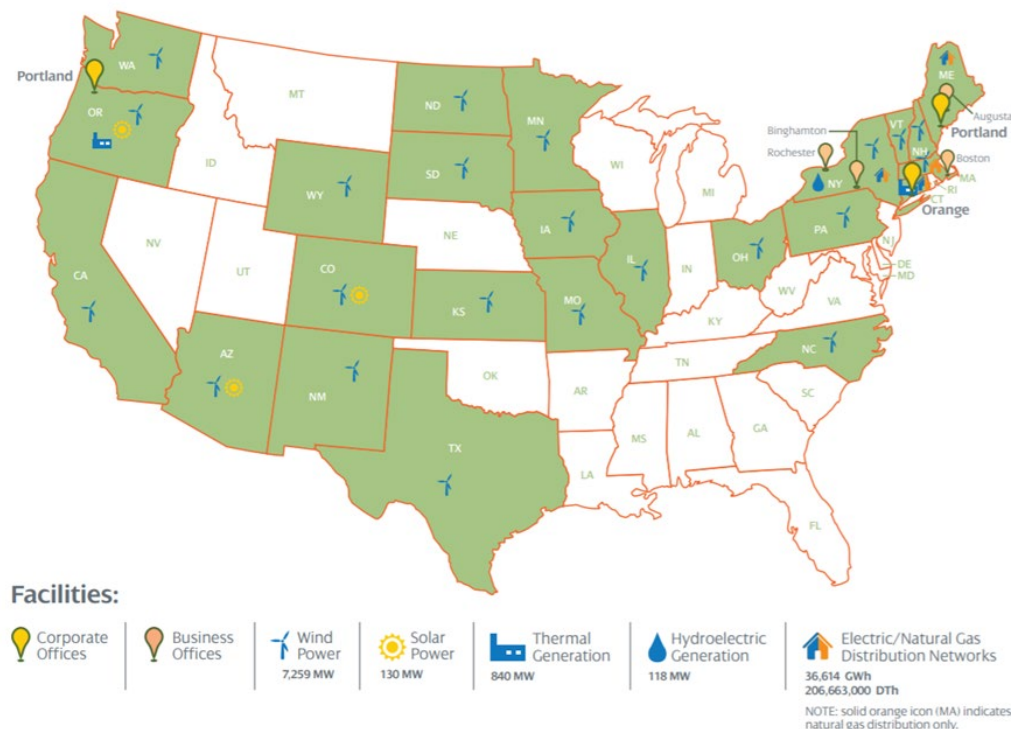 WA
Portland
MT
ND
ME
OR
MN
VT
Augusta
Binghamton
Portland
ID
WI
Rochester
NH
Boston
SD
MI
NY
MA
WY
RI
CT
Orange
IA
PA
NE
NV
OH
NJ
UT
IL
IN
CO
DE
CA
MD
WV
MO
VA
KS
KY
NC
AZ
TN
OK
NM
AR
SC
TX
MS
AL
GA
LA
FL
Facilities:
Corporate
Offices
Business
Offices
Wind
Power
7,259 MW
Solar
Power
130 MW
Thermal
Generation
840 MW
Hydroelectric
Generation
118 MW
Electric/Natural Gas
Distribution Networks
36,614 GWh
206,663,000 DTh
NOTE: solid orange icon (MA) indicates
natural gas distribution only.